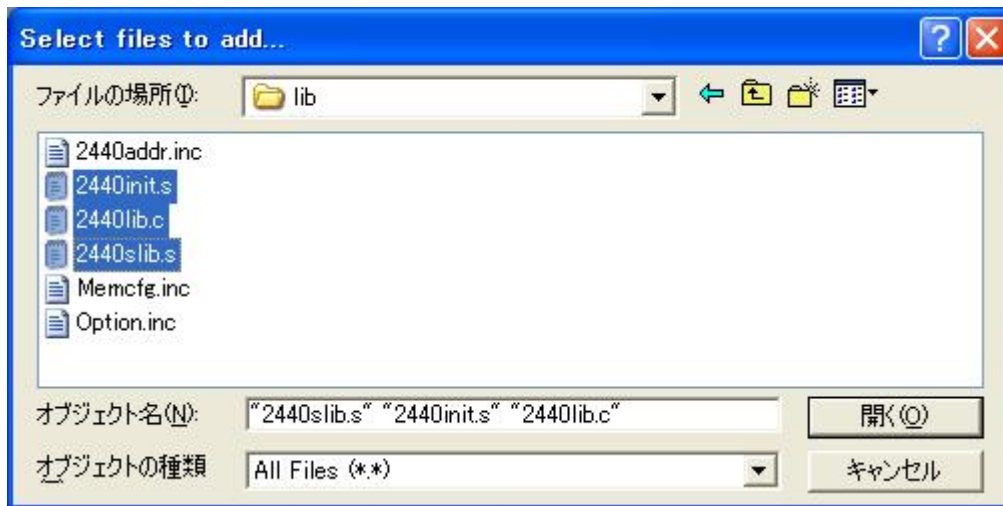 Select files to add...
ファイルの場所(I):
lib
2440addr.inc
2440init.s
2440lib.c
2440slib.s
Memcfg.inc
Option.inc
オブジェクト名(N):
"2440slib.s" "2440init.s" "2440lib.c"
開く(O)
オブジェクトの種類
All Files (*.*)
キャンセル